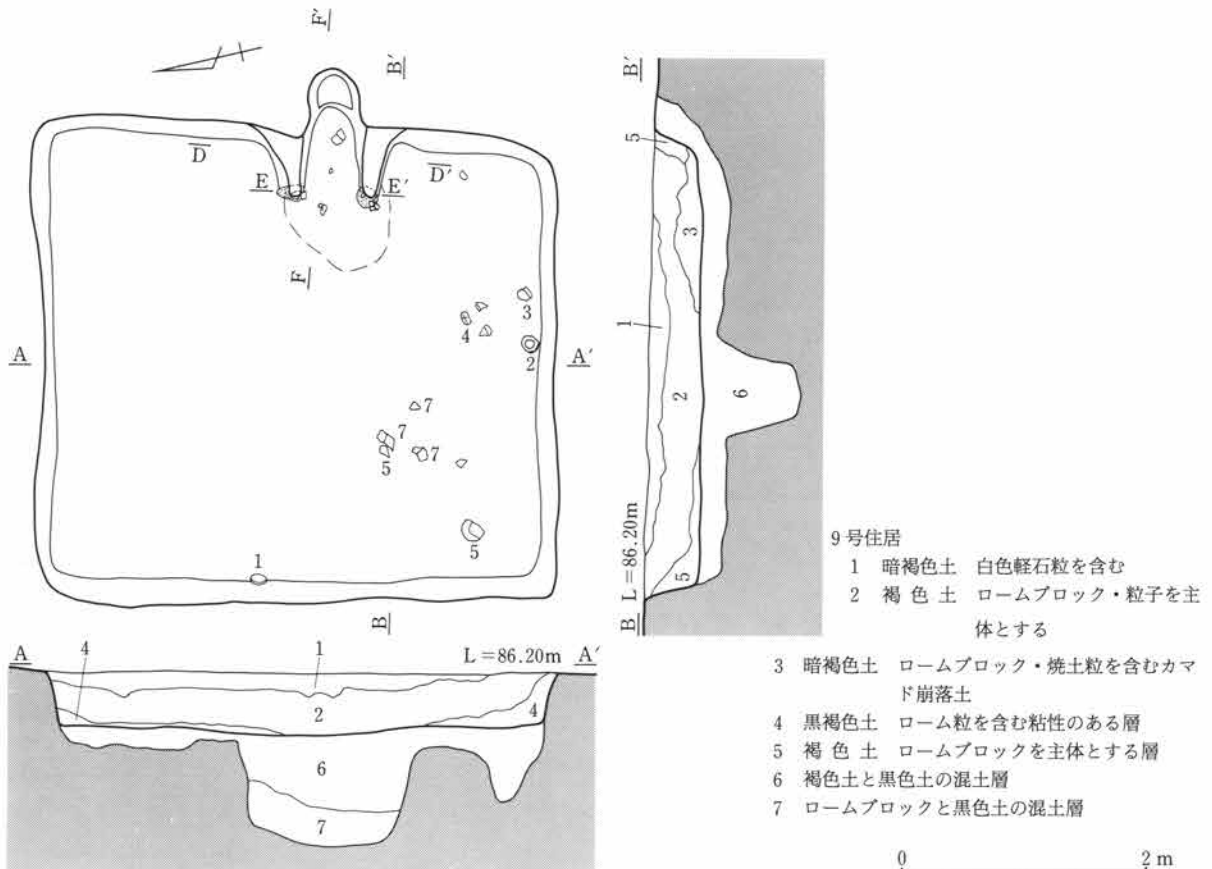 F'
B'
D
E
E'
D'
F
A
A'
3
4
2
7
7
5
7
5
1
B
A
4
1
L=86.20m
A'
2
4
6
7
B'
5
3
1
2
6
5
B L=86.20m
9号住居
1 暗褐色土 白色軽石粒を含む
2 褐色土 ロームブロック・粒子を主
体とする
3 暗褐色土 ロームブロック・焼土粒を含むカマ
ド崩落土
4 黒褐色土 ローム粒を含む粘性のある層
5 褐色土 ロームブロックを主体とする層
6 褐色土と黒色土の混土層
7 ロームブロックと黒色土の混土層
0 2m